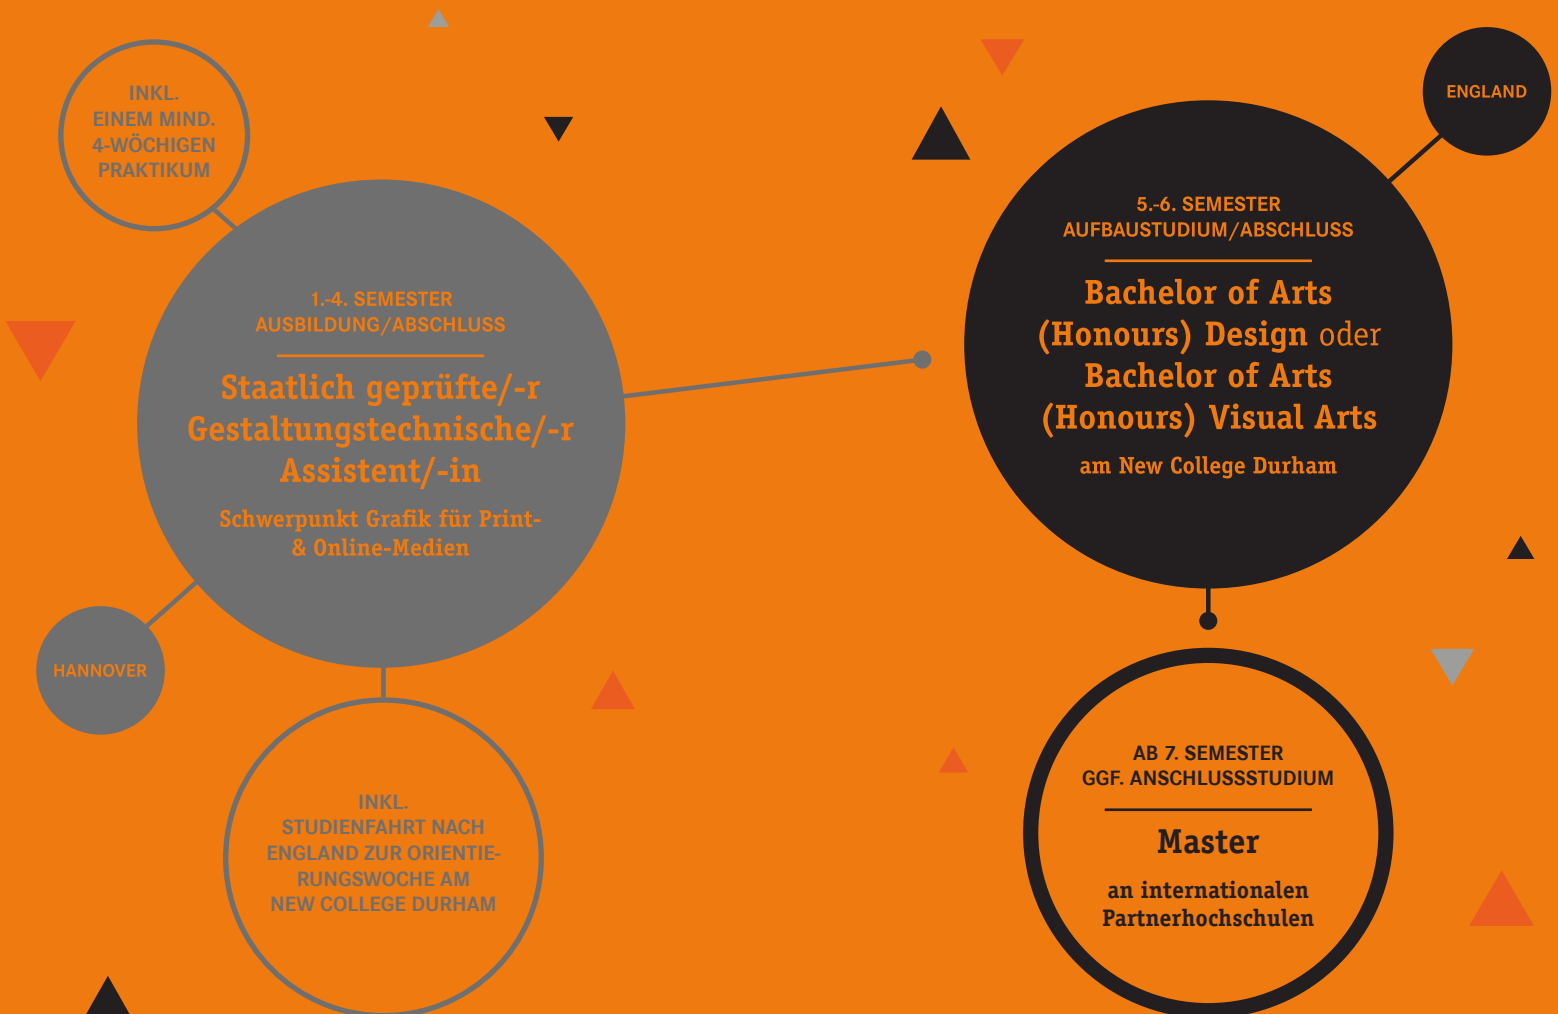 INKL.
EINEM MIND.
4-WÖCHIGEN
PRAKTIKUM
1.-4. SEMESTER
AUSBILDUNG/ABSCHLUSS
Staatlich geprüfte/-r
Gestaltungstechnische/-r
Assistent/-in
Schwerpunkt Grafik für Print-
& Online-Medien
HANNOVER
INKL.
STUDIENFAHRT NACH
ENGLAND ZUR ORIENTIE-
RUNGSWOCHE AM
NEW COLLEGE DURHAM
ENGLAND
5.-6. SEMESTER
AUFBAUSTUDIUM/ABSCHLUSS
Bachelor of Arts
(Honours) Design oder
Bachelor of Arts
(Honours) Visual Arts
am New College Durham
AB 7. SEMESTER
GGF. ANSCHLUSSSTUDIUM
Master
an internationalen
Partnerhochschulen